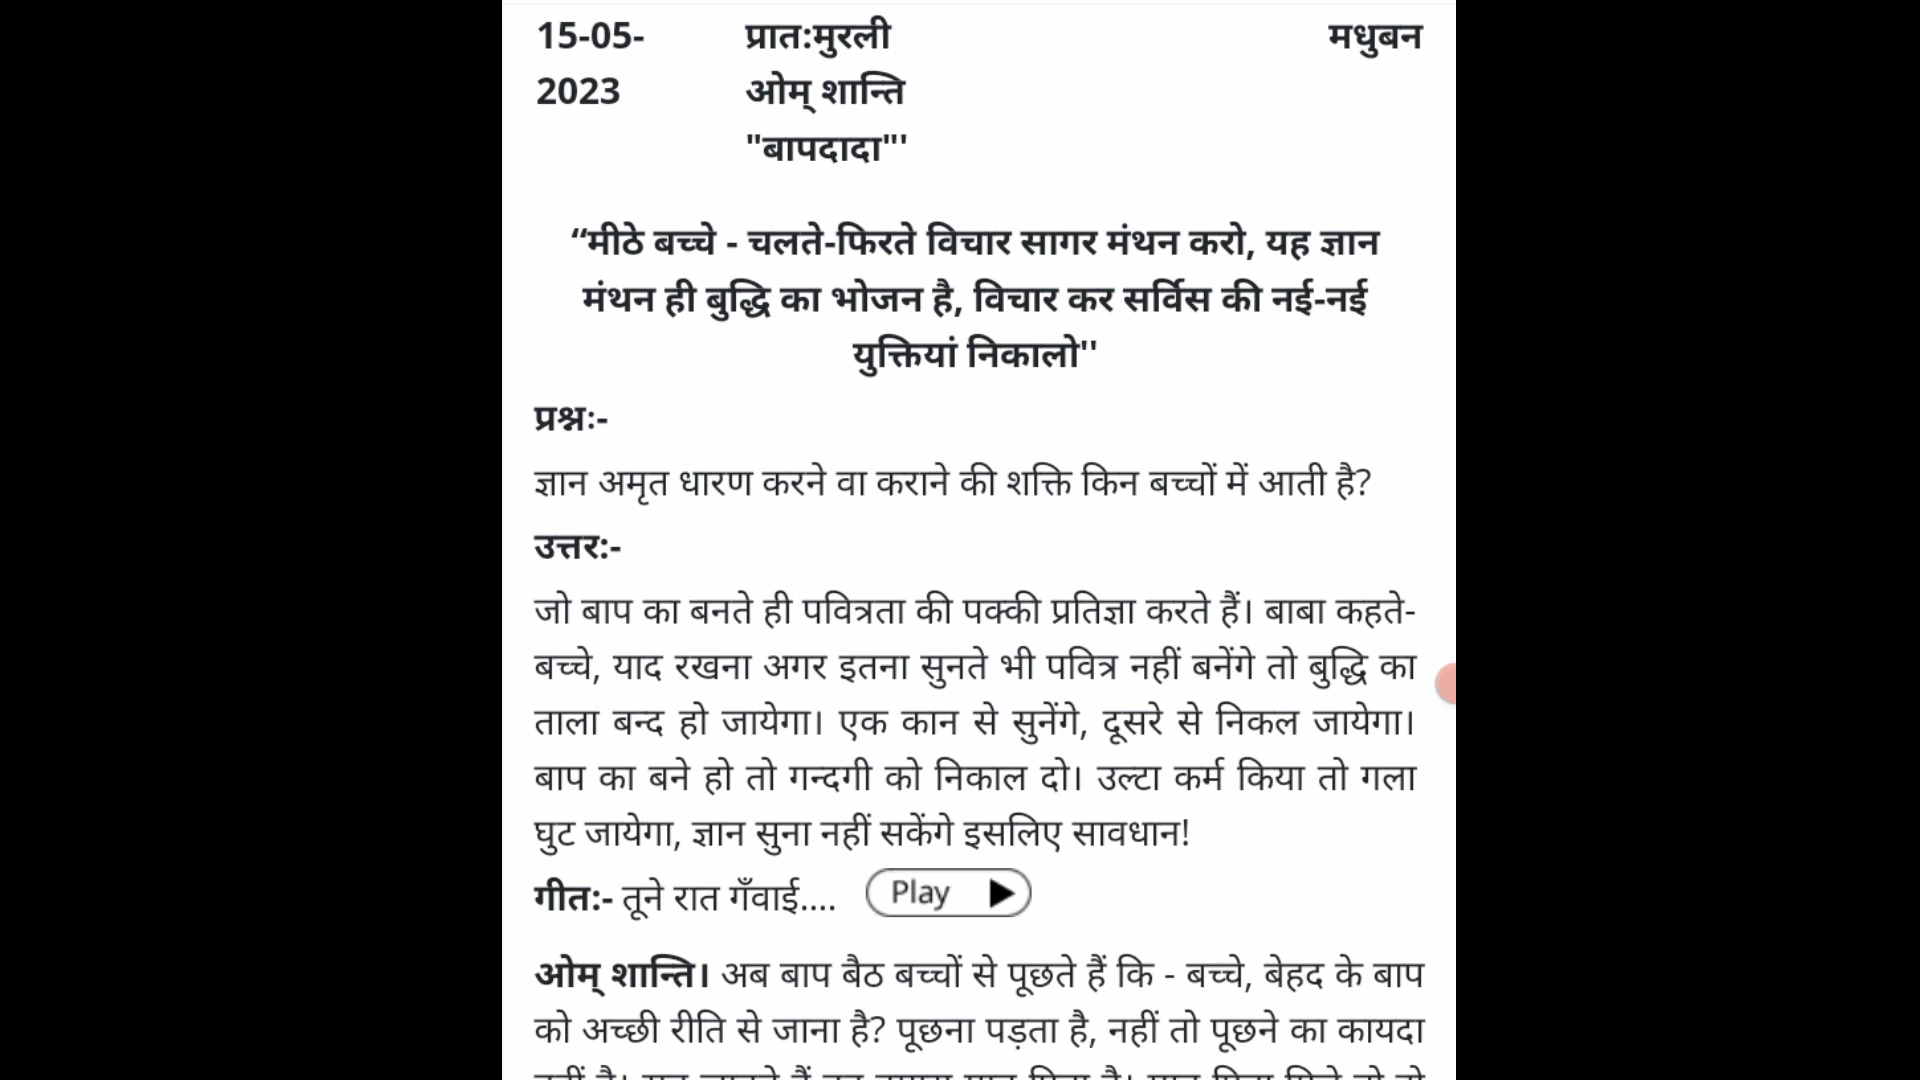 15-05-2023 प्रात:मुरली मधुबन
ओम् शान्ति
"बापदादा"'
“मीठे बच्चे - चलते-फिरते विचार सागर मंथन करो, यह ज्ञान
मंथन ही बुद्धि का भोजन है, विचार कर सर्विस की नई-नई
युक्तियां निकालो''
प्रश्नः-
ज्ञान अमृत धारण करने वा कराने की शक्ति किन बच्चों में आती है?
उत्तर:-
जो बाप का बनते ही पवित्रता की पक्की प्रतिज्ञा करते हैं। बाबा कहते-
बच्चे, याद रखना अगर इतना सुनते भी पवित्र नहीं बनेंगे तो बुद्धि का
ताला बन्द हो जायेगा। एक कान से सुनेंगे, दूसरे से निकल जायेगा।
बाप का बने हो तो गन्दगी को निकाल दो। उल्टा कर्म किया तो गला
घुट जायेगा, ज्ञान सुना नहीं सकेंगे इसलिए सावधान!
गीत:- तूने रात गँवाई.... Play
ओम् शान्ति। अब बाप बैठ बच्चों से पूछते हैं कि - बच्चे, बेहद के बाप
को अच्छी रीति से जाना है? पूछना पड़ता है, नहीं तो पूछने का कायदा